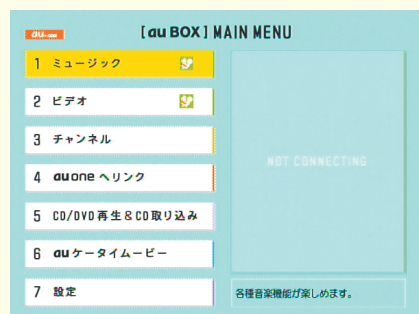 [au BOX] MAIN MENU
1 ミュージック
2 ビデオ
3 チャンネル
4 au one へリンク
5 CD/DVD再生&CD取り込み
6 auケータイムービー
7 設定
NOT CONNECTING
各種音楽機能が楽しめます。